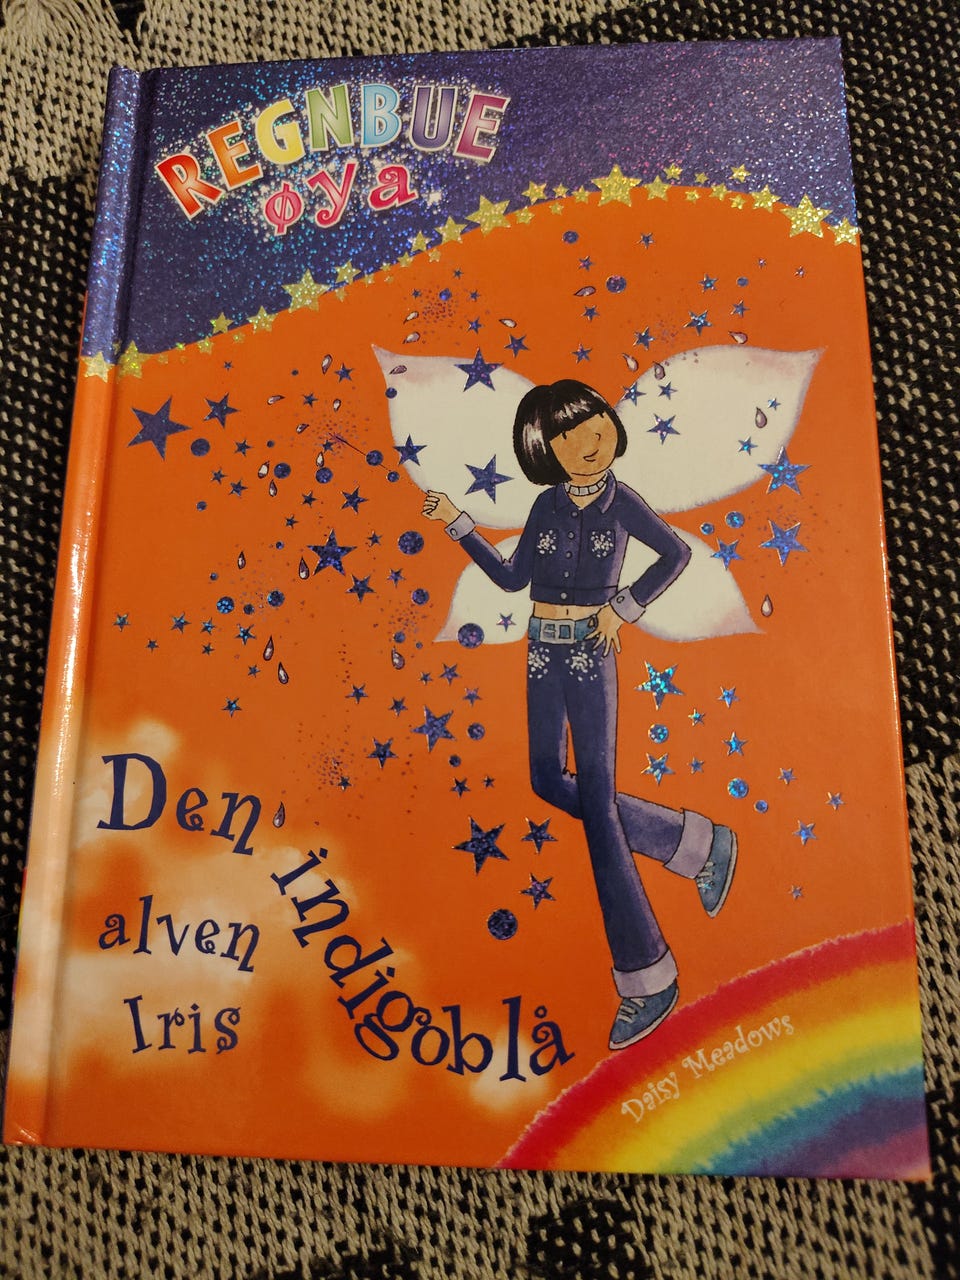 REGNBUE
øya
Den
indigoblå
alven
Iris
Daisy Meadows